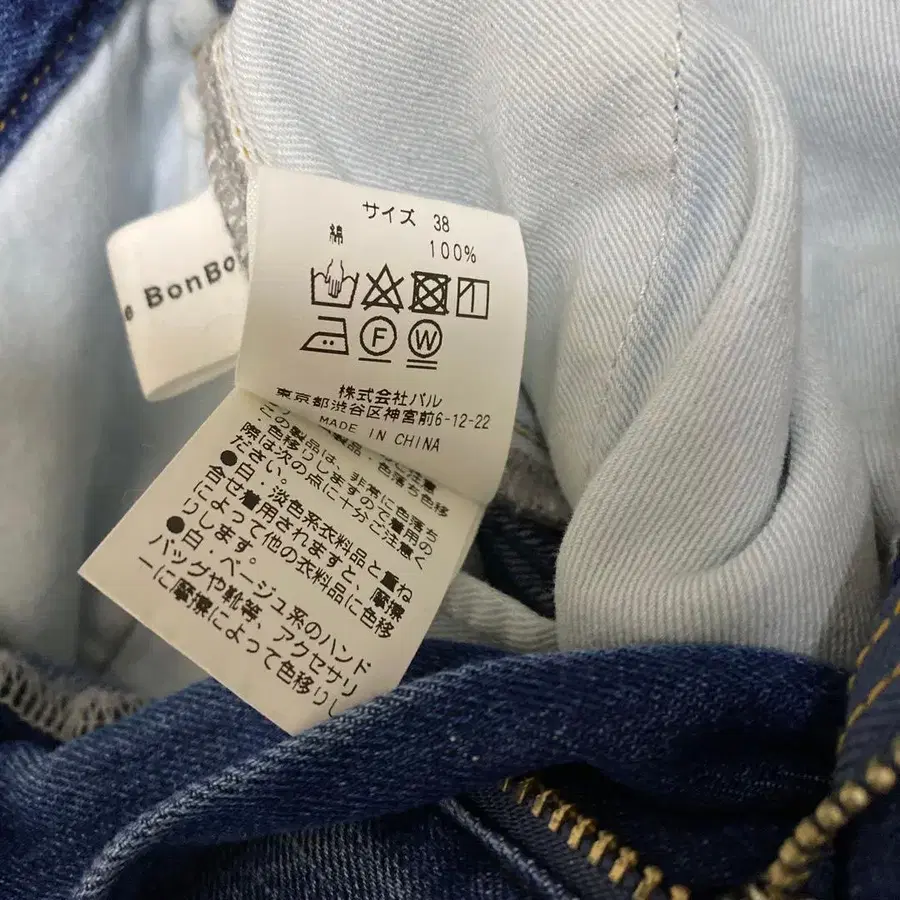 BonBo
サイズ 38
綿 100%
F W
株式会社パル
東京都渋谷区神宮前6-12-22
MADE IN CHINA
この製品は、非常に色落ち
・色移りしますので着用の
際は次の点に十分ご注意く
ださい。
●白・淡色系衣料品と重ね
合せ着用されますと、摩擦
によって他の衣料品に色移
りします。
●白・ベージュ系のハンド
バッグや靴等、アクセサリ
ーに摩擦によって色移りし